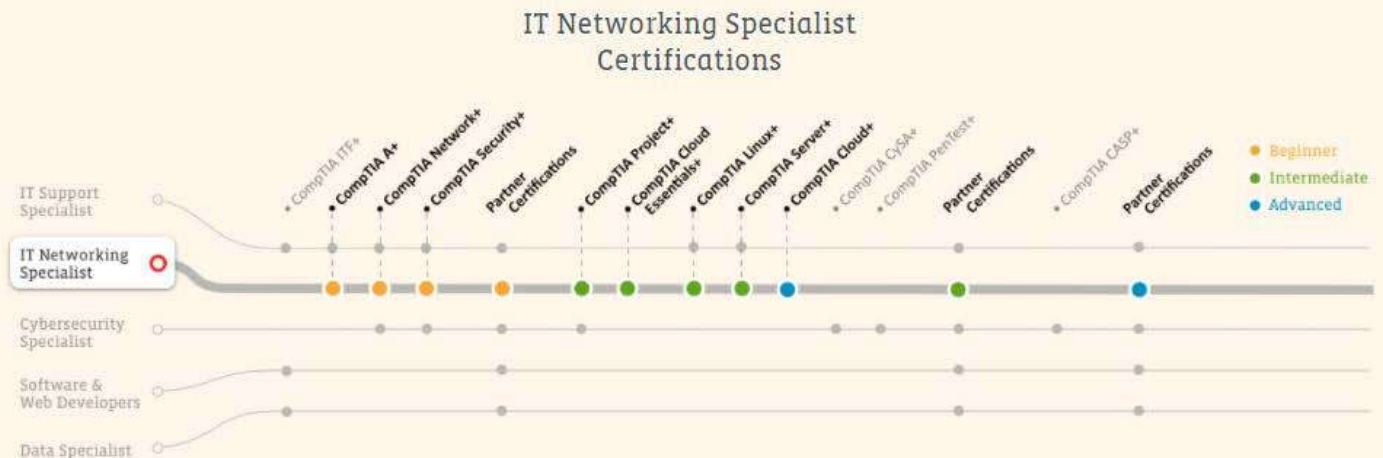 IT Networking Specialist
Certifications
CompTIA ITF+
CompTIA A+
CompTIA Network+
CompTIA Security+
Partner
Certifications
CompTIA Project+
CompTIA Cloud
Essentials+
CompTIA Linux+
CompTIA Server+
CompTIA Cloud+
CompTIA CySA+
CompTIA PenTest+
Partner
Certifications
CompTIA CASP+
Partner
Certifications
Beginner
Intermediate
Advanced
IT Support
Specialist
IT Networking
Specialist
Cybersecurity
Specialist
Software &
Web Developers
Data Specialist